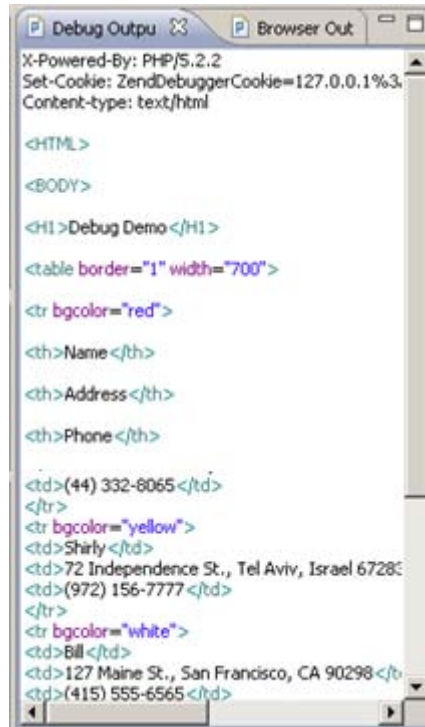 Debug Outpu
Browser Out
X-Powered-By: PHP/5.2.2
Set-Cookie: ZendDebuggerCookie=127.0.0.1%3
Content-type: text/html
<HTML>
<BODY>
<H1>Debug Demo</H1>
<table border="1" width="700">
<tr bgcolor="red">
<th>Name</th>
<th>Address</th>
<th>Phone</th>
<td>(44) 332-8065</td>
</tr>
<tr bgcolor="yellow">
<td>Shirly</td>
<td>72 Independence St., Tel Aviv, Israel 67283
<td>(972) 156-7777</td>
</tr>
<tr bgcolor="white">
<td>Bill</td>
<td>127 Maine St., San Francisco, CA 90298</t
<td>(415) 555-6565</td>